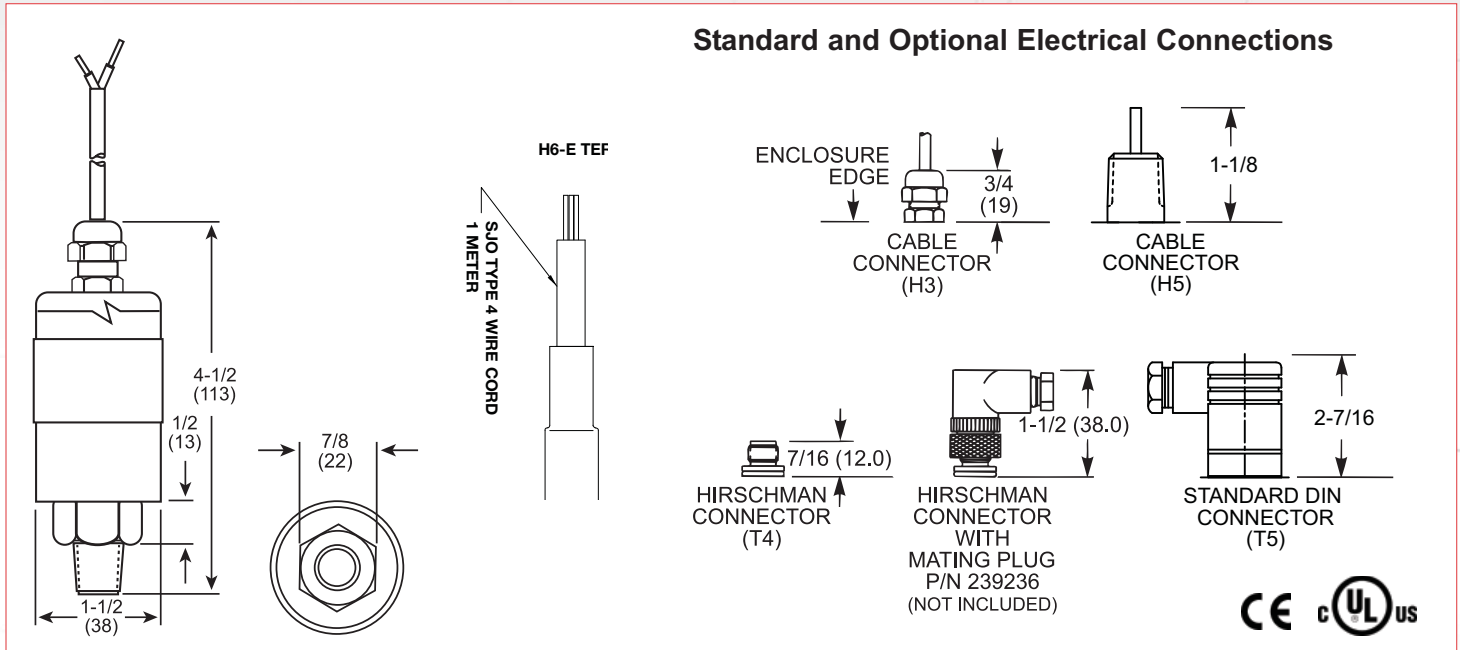 Standard and Optional Electrical Connections
4-1/2
(113)
1/2
(13)
1-1/2
(38)
7/8
(22)
H6-E
SJO TYPE 4 WIRE CORD
1 METER
ENCLOSURE
EDGE
3/4
(19)
CABLE
CONNECTOR
(H3)
1-1/8
CABLE
CONNECTOR
(H5)
7/16 (12.0)
HIRSCHMAN
CONNECTOR
(T4)
1-1/2 (38.0)
HIRSCHMAN
CONNECTOR
WITH
MATING PLUG
P/N 239236
(NOT INCLUDED)
2-7/16
STANDARD DIN
CONNECTOR
(T5)
CE
C UL US